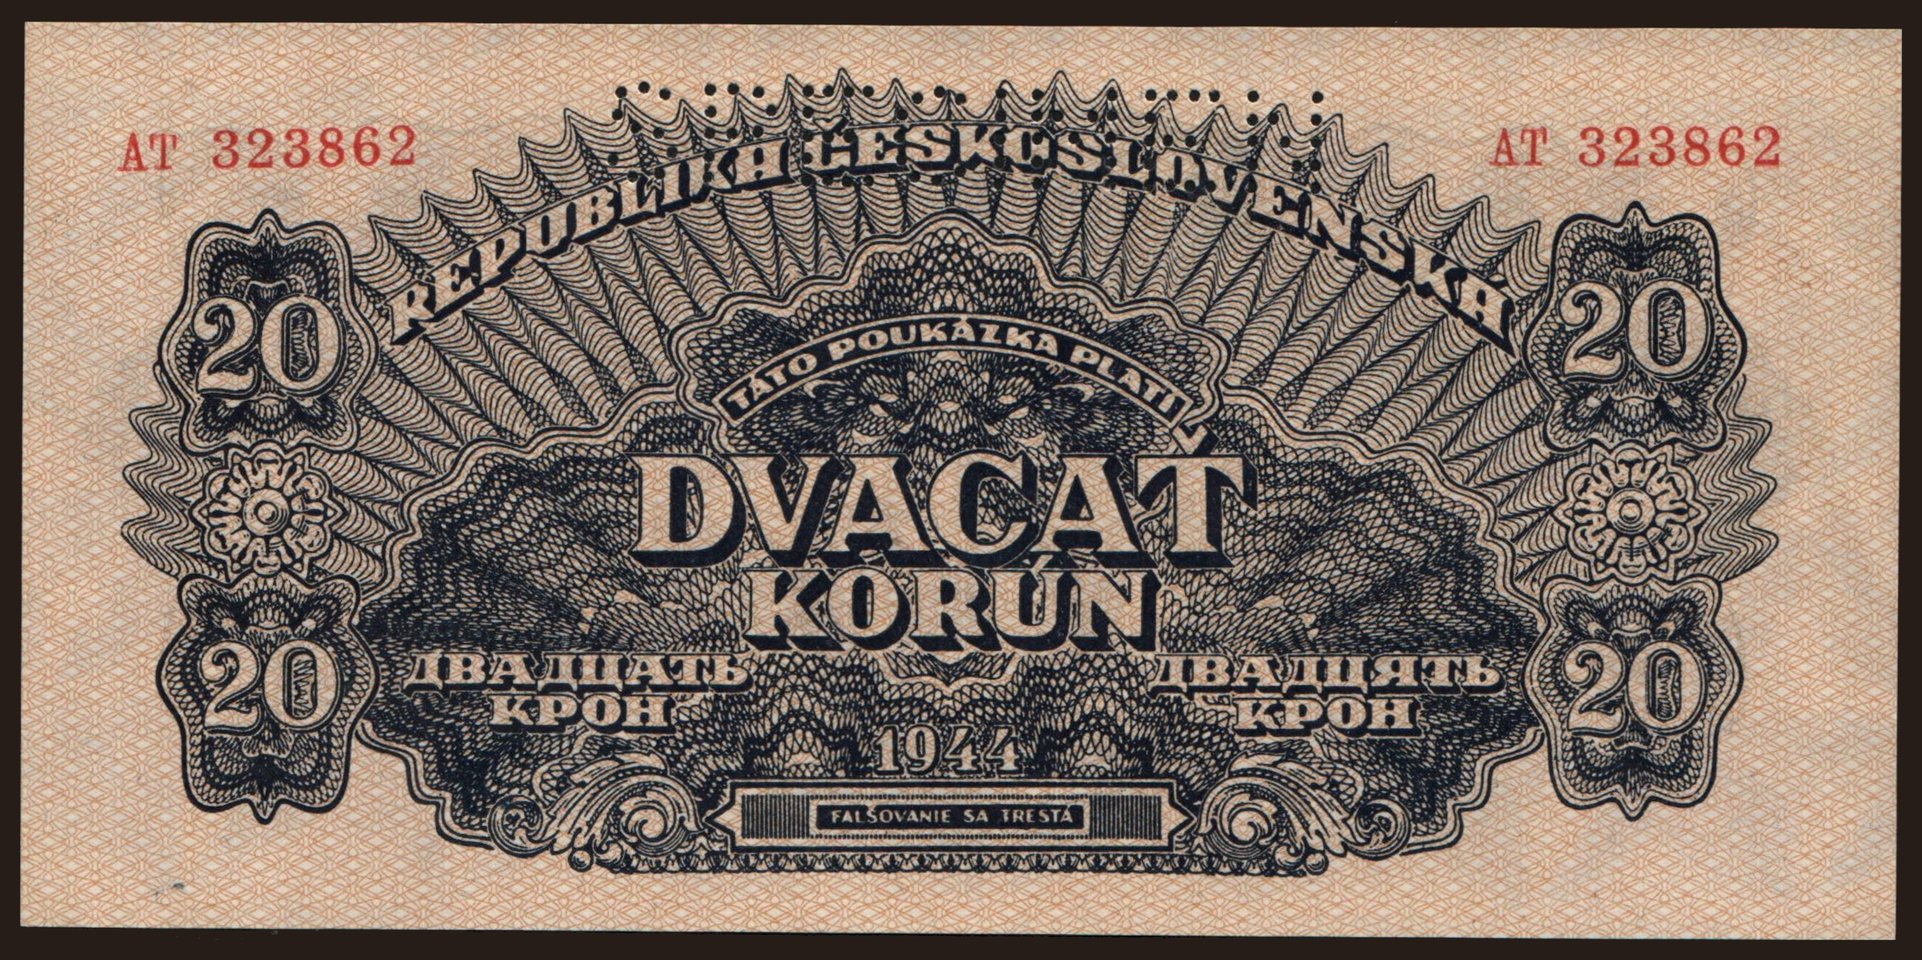 AT 323862
AT 323862
REPUBLIKA ČESKOSLOVENSKÁ
20
20
TÁTO POUKÁZKA PLATÍ
DVACAŤ
KORÚN
ДВАДЦАТЬ
КРОН
ДВАДЦЯТЬ
КРОН
20
20
1944
FALŠOVANIE SA TRESTÁ